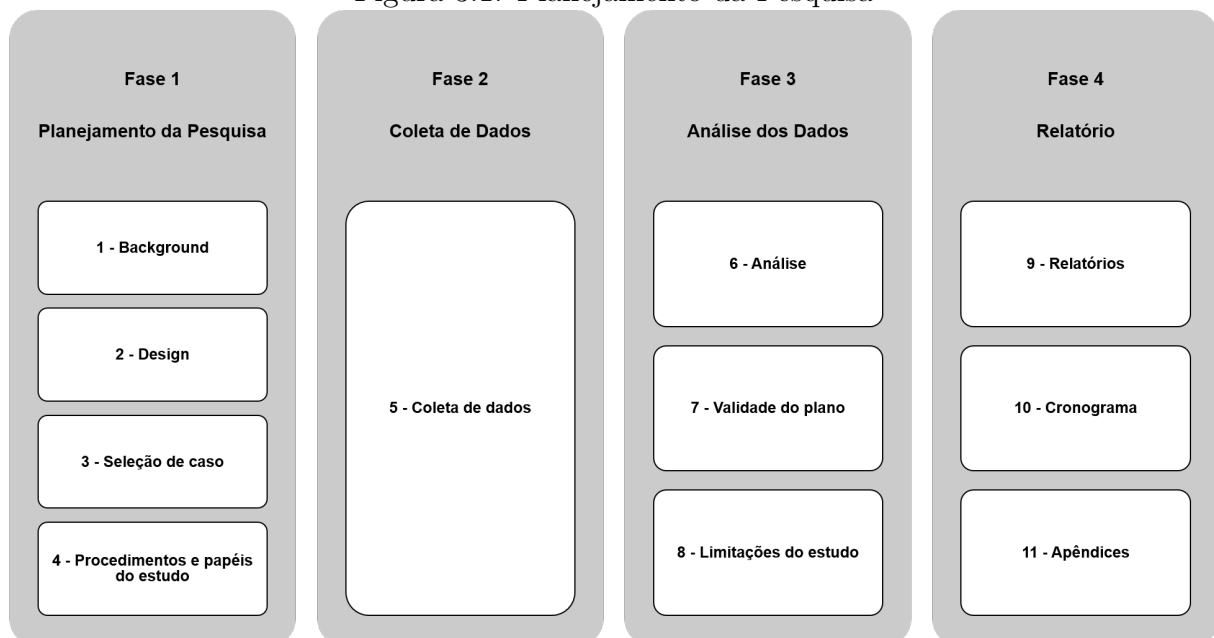 Fase 1
Planejamento da Pesquisa
1 - Background
2 - Design
3 - Seleção de caso
4 - Procedimentos e papéis
do estudo
Fase 2
Coleta de Dados
5 - Coleta de dados
Fase 3
Análise dos Dados
6 - Análise
7 - Validade do plano
8 - Limitações do estudo
Fase 4
Relatório
9 - Relatórios
10 - Cronograma
11 - Apêndices